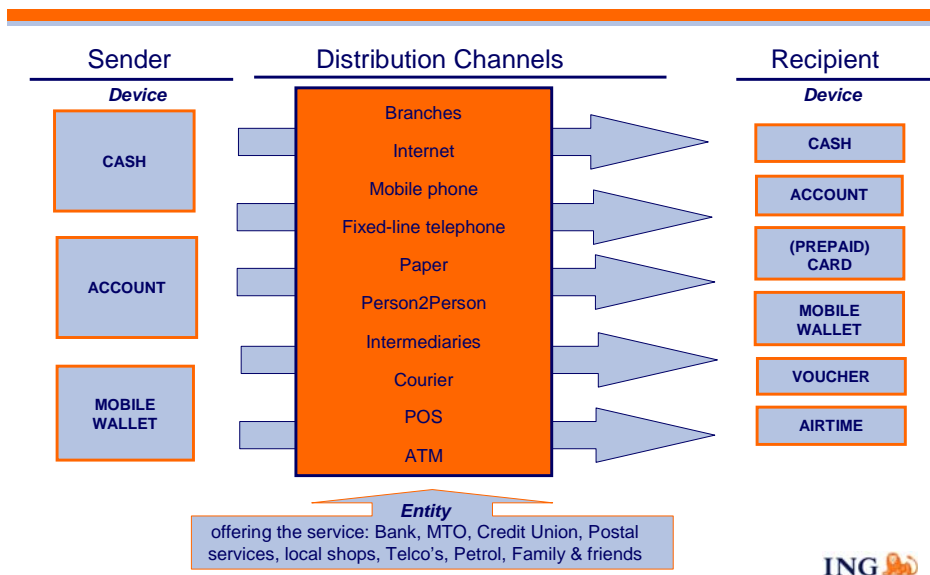 Sender
Distribution Channels
Recipient
Device
Device
CASH
ACCOUNT
MOBILE
WALLET
Branches
Internet
Mobile phone
Fixed-line telephone
Paper
Person2Person
Intermediaries
Courier
POS
ATM
CASH
ACCOUNT
(PREPAID)
CARD
MOBILE
WALLET
VOUCHER
AIRTIME
Entity
offering the service: Bank, MTO, Credit Union, Postal
services, local shops, Telco's, Petrol, Family & friends
ING